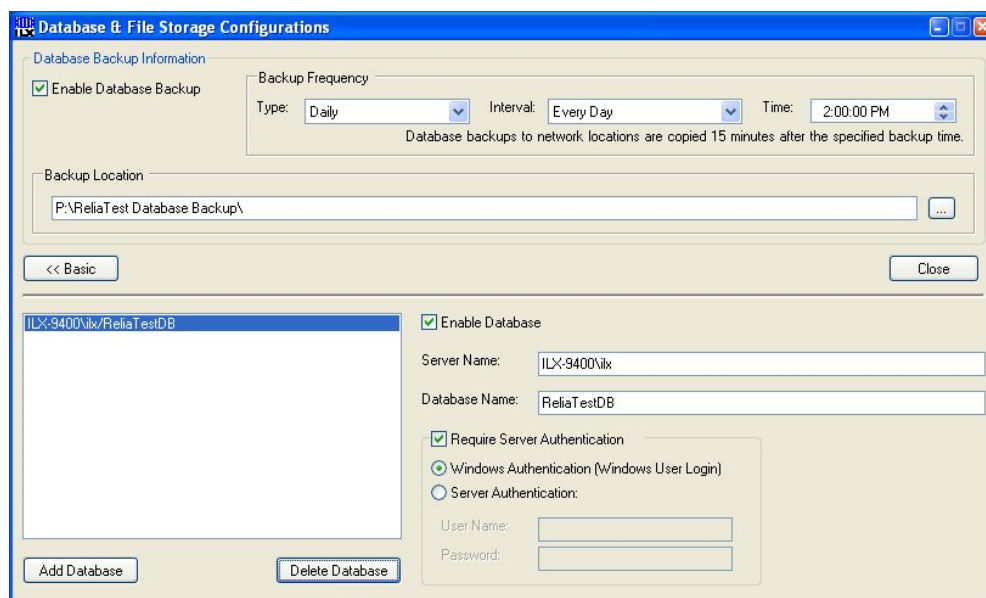 ILX Database & File Storage Configurations
Database Backup Information
Enable Database Backup
Backup Frequency
Type: Daily Interval: Every Day Time: 2:00:00 PM
Database backups to network locations are copied 15 minutes after the specified backup time.
Backup Location
P:\ReliaTest Database Backup\
...
<< Basic Close
ILX-9400\ilx/ReliaTestDB
Enable Database
Server Name: ILX-9400\ilx
Database Name: ReliaTestDB
Require Server Authentication
Windows Authentication (Windows User Login)
Server Authentication:
User Name:
Password:
Add Database Delete Database